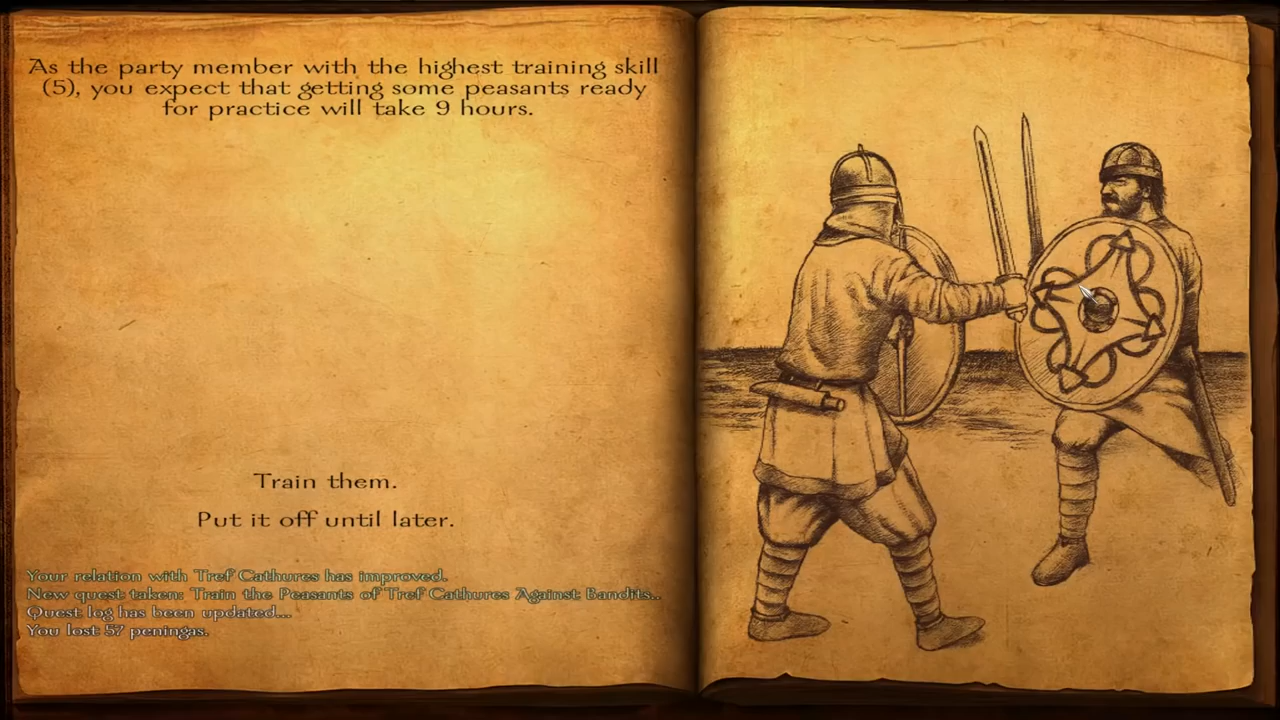 As the party member with the highest training skill
(5), you expect that getting some peasants ready
for practice will take 9 hours.
Train them.
Put it off until later.
Your relation with Tref Cathures has improved.
New quest taken: Train the Peasants of Tref Cathures Against Bandits..
Quest log has been updated...
You lost 57 peningas.